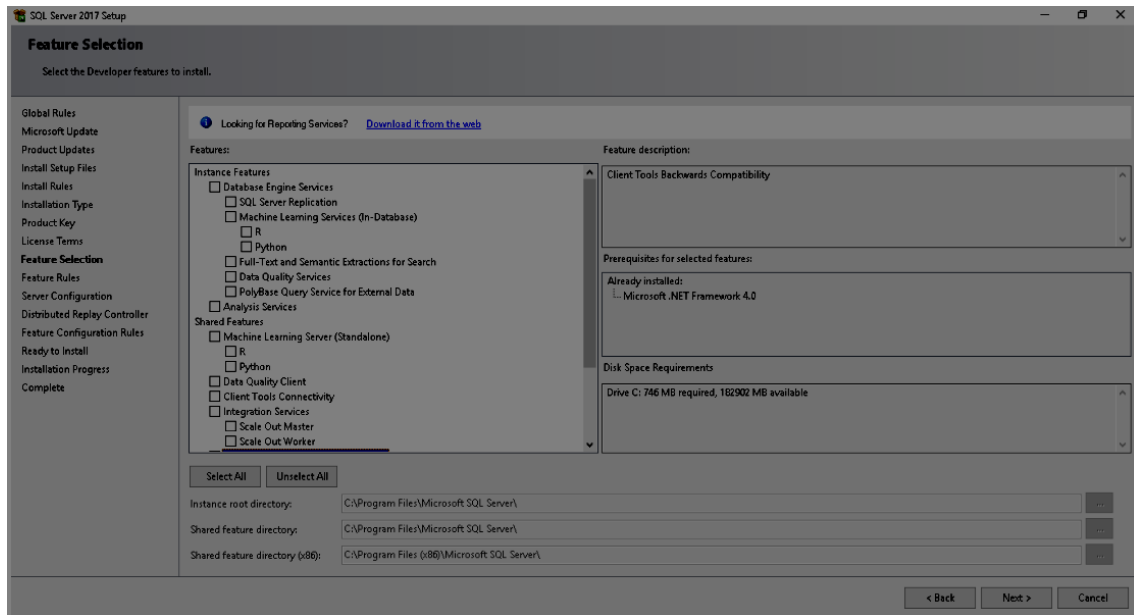 SQL Server 2017 Setup
Feature Selection
Select the Developer features to install.
Global Rules
Microsoft Update
Product Updates
Install Setup Files
Install Rules
Installation Type
Product Key
License Terms
Feature Selection
Feature Rules
Server Configuration
Distributed Replay Controller
Feature Configuration Rules
Ready to Install
Installation Progress
Complete
Looking for Reporting Services? Download it from the web
Features:
Instance Features
Database Engine Services
SQL Server Replication
Machine Learning Services (In-Database)
R
Python
Full-Text and Semantic Extractions for Search
Data Quality Services
PolyBase Query Service for External Data
Analysis Services
Shared Features
Machine Learning Server (Standalone)
R
Python
Data Quality Client
Client Tools Connectivity
Integration Services
Scale Out Master
Scale Out Worker
Feature description:
Client Tools Backwards Compatibility
Prerequisites for selected features:
Already installed:
Microsoft .NET Framework 4.0
Disk Space Requirements
Drive C: 746 MB required, 182902 MB available
Select All Unselect All
Instance root directory: C:\Program Files\Microsoft SQL Server\ ...
Shared feature directory: C:\Program Files\Microsoft SQL Server\ ...
Shared feature directory (x86): C:\Program Files (x86)\Microsoft SQL Server\ ...
< Back Next > Cancel